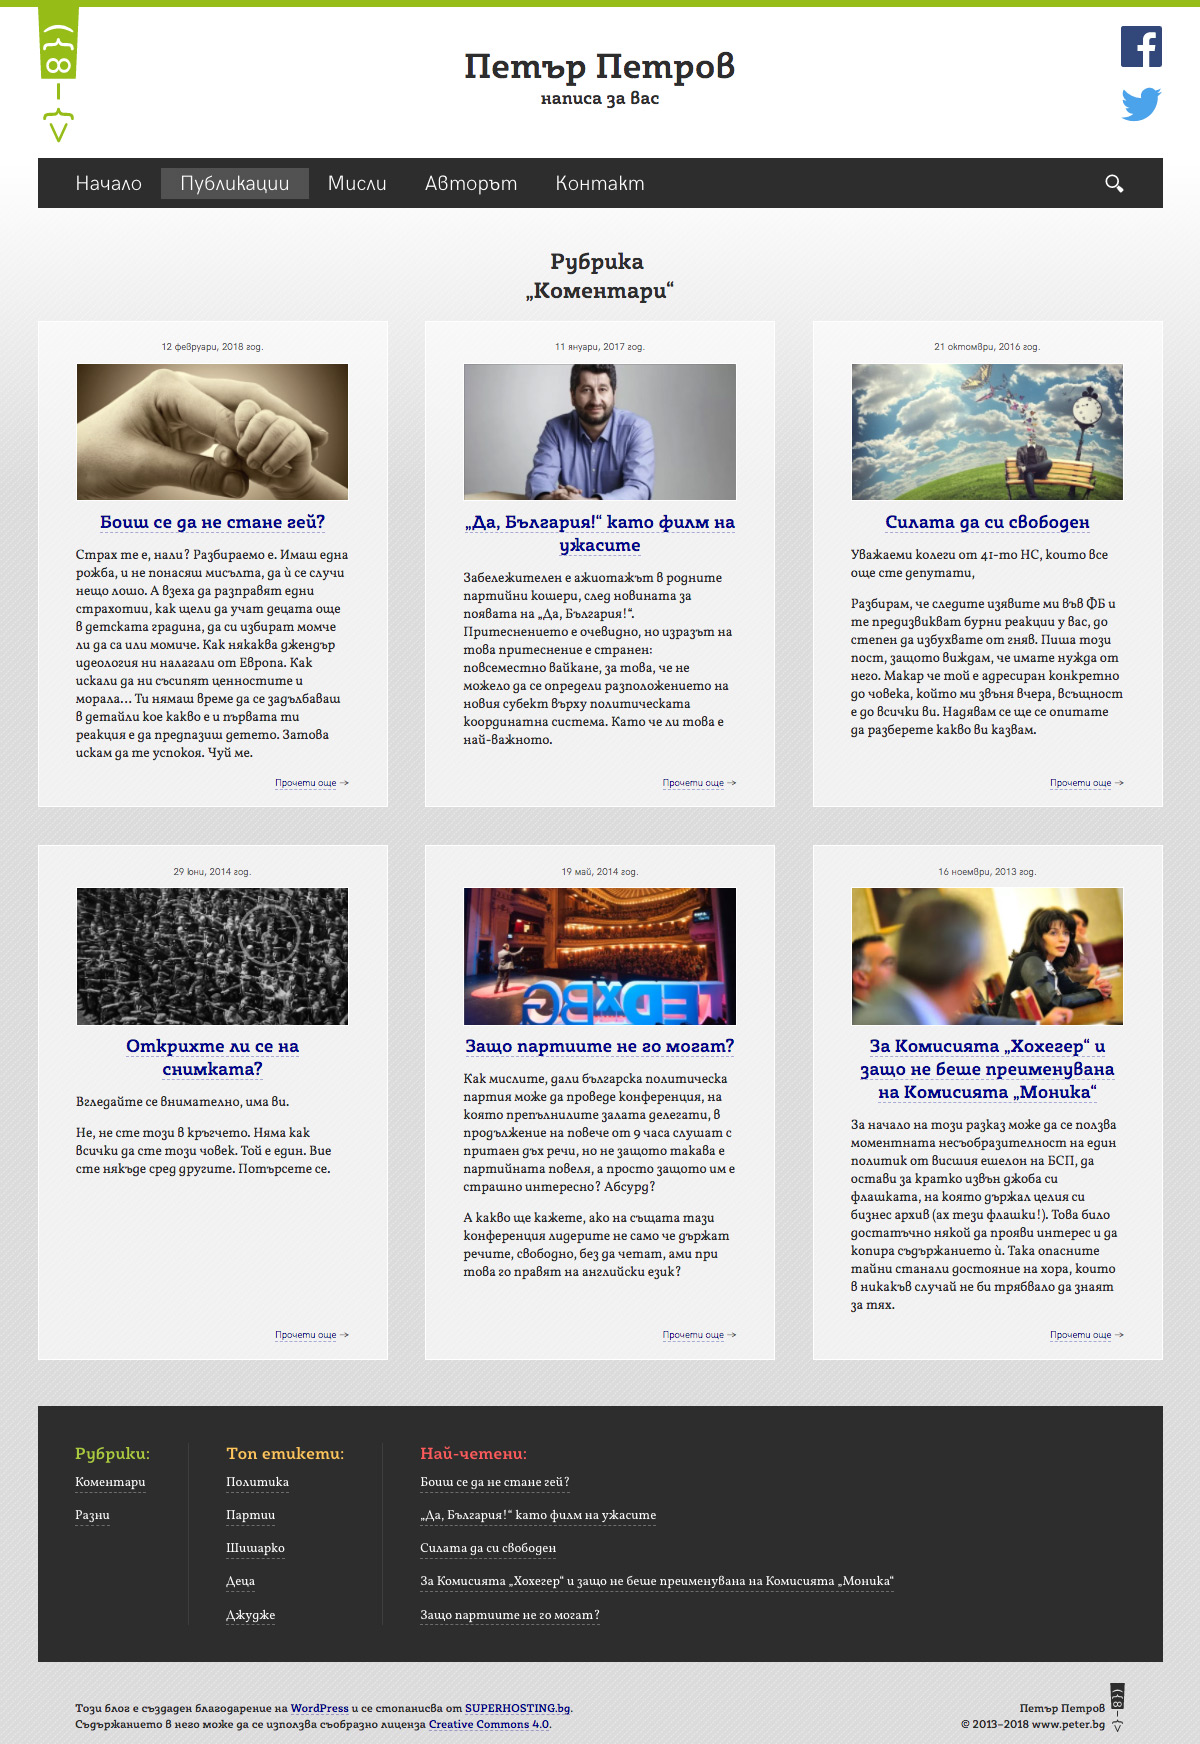 ({8
–{>
Петър Петров
написа за вас
Начало Публикации Мисли Авторът Контакт
Рубрика
„Коментари“
12 февруари, 2018 год.
Боиш се да не стане гей?
Страх те е, нали? Разбираемо е. Имаш една
рожба, и не понасяш мисълта, да ѝ се случи
нещо лошо. А взеха да разправят едни
страхотии, как щели да учат децата още
в детската градина, да си избират момче
ли да са или момиче. Как някаква джендър
идеология ни налагали от Европа. Как
искали да ни съсипят ценностите и
морала… Ти нямаш време да се задълбаваш
в детайли кое какво е и първата ти
реакция е да предпазиш детето. Затова
искам да те успокоя. Чуй ме.
Прочети още →
11 януари, 2017 год.
„Да, България!“ като филм на
ужасите
Забележителен е ажиотажът в родните
партийни кошери, след новината за
появата на „Да, България!“.
Притеснението е очевидно, но изразът на
това притеснение е странен:
повсеместно вайкане, за това, че не
можело да се определи разположението на
новия субект върху политическата
координатна система. Като че ли това е
най-важното.
Прочети още →
21 октомври, 2016 год.
Силата да си свободен
Уважаеми колеги от 41-то НС, които все
още сте депутати,
Разбирам, че следите изявите ми във ФБ и
те предизвикват бурни реакции у вас, до
степен да избухвате от гняв. Пиша този
пост, защото виждам, че имате нужда от
него. Макар че той е адресиран конкретно
до човека, който ми звъня вчера, всъщност
е до всички ви. Надявам се ще се опитате
да разберете какво ви казвам.
Прочети още →
29 юни, 2014 год.
Открихте ли се на
снимката?
Вгледайте се внимателно, има ви.
Не, не сте този в кръгчето. Няма как
всички да сте този човек. Той е един. Вие
сте някъде сред другите. Потърсете се.
Прочети още →
19 май, 2014 год.
TEDxBG
Защо партиите не го могат?
Как мислите, дали българска политическа
партия може да проведе конференция, на
която препълнилите залата делегати, в
продължение на повече от 9 часа слушат с
притаен дъх речи, но не защото такава е
партийната повеля, а просто защото им е
страшно интересно? Абсурд?
А какво ще кажете, ако на същата тази
конференция лидерите не само че държат
речите, свободно, без да четат, ами при
това го правят на английски език?
Прочети още →
16 ноември, 2013 год.
За Комисията „Хохегер“ и
защо не беше преименувана
на Комисията „Моника“
За начало на този разказ може да се ползва
моментната несъобразителност на един
политик от висшия ешелон на БСП, да
остави за кратко извън джоба си
флашката, на която държал целия си
бизнес архив (ах тези флашки!). Това било
достатъчно някой да прояви интерес и да
копира съдържанието ѝ. Така опасните
тайни станали достояние на хора, които
в никакъв случай не би трябвало да знаят
за тях.
Прочети още →
Рубрики:
Коментари
Разни
Топ етикети:
Политика
Партии
Шишарко
Деца
Джудже
Най-четени:
Боиш се да не стане гей?
„Да, България!“ като филм на ужасите
Силата да си свободен
За Комисията „Хохегер“ и защо не беше преименувана на Комисията „Моника“
Защо партиите не го могат?
Този блог е създаден благодарение на WordPress и се стопанисва от SUPERHOSTING.bg.
Съдържанието в него може да се използва съобразно лиценза Creative Commons 4.0.
Петър Петров
© 2013–2018 www.peter.bg
({8
–{>